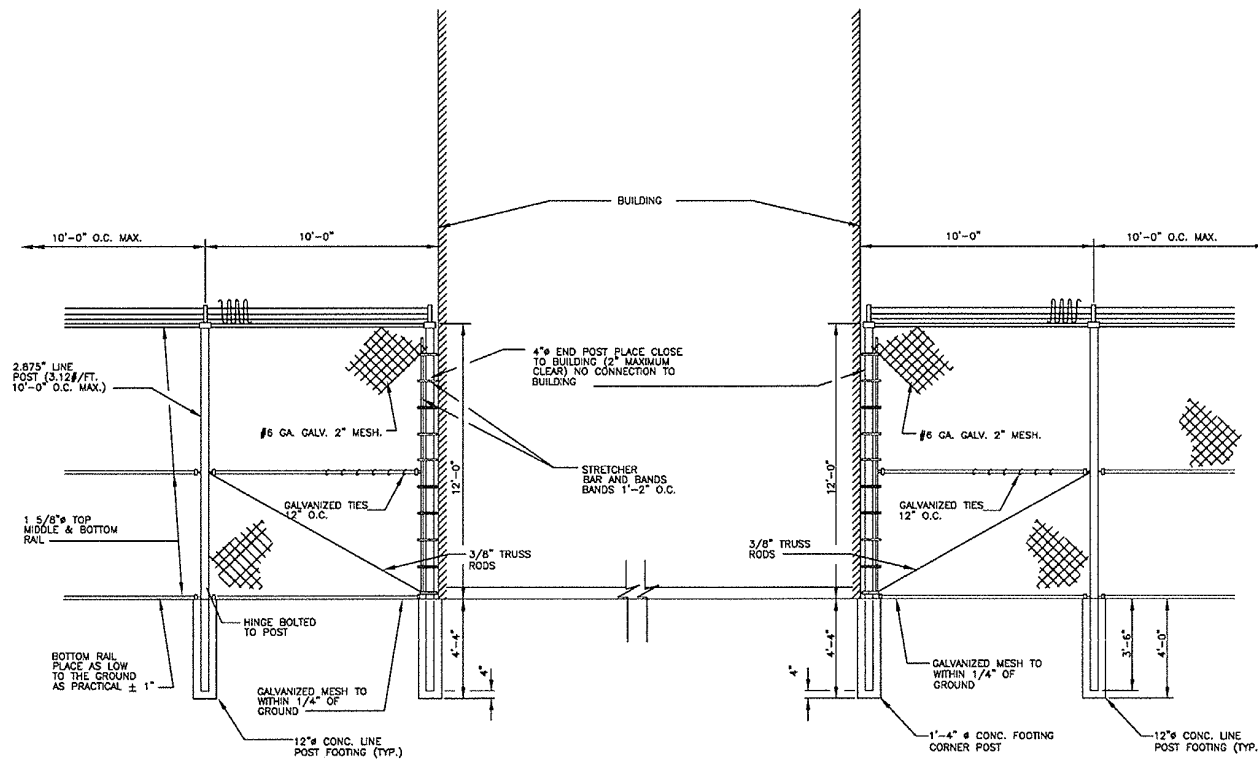 BUILDING
10'-0" O.C. MAX.
10'-0"
10'-0"
10'-0" O.C. MAX.
2.875" LINE
POST (3.12#/FT.
10'-0" O.C. MAX.)
4"ø END POST PLACE CLOSE
TO BUILDING (2" MAXIMUM
CLEAR) NO CONNECTION TO
BUILDING
#6 GA. GALV. 2" MESH.
#6 GA. GALV. 2" MESH.
12'-0"
12'-0"
STRETCHER
BAR AND BANDS
BANDS 1'-2" O.C.
GALVANIZED TIES
12" O.C.
GALVANIZED TIES
12" O.C.
1 5/8"ø TOP
MIDDLE & BOTTOM
RAIL
3/8" TRUSS
RODS
3/8" TRUSS
RODS
HINGE BOLTED
TO POST
BOTTOM RAIL
PLACE AS LOW
TO THE GROUND
AS PRACTICAL ± 1"
GALVANIZED MESH TO
WITHIN 1/4" OF
GROUND
4'-4"
4"
4'-4"
4"
GALVANIZED MESH TO
WITHIN 1/4" OF
GROUND
3'-6"
4'-0"
12"ø CONC. LINE
POST FOOTING (TYP.)
1'-4" ø CONC. FOOTING
CORNER POST
12"ø CONC. LINE
POST FOOTING (TYP.